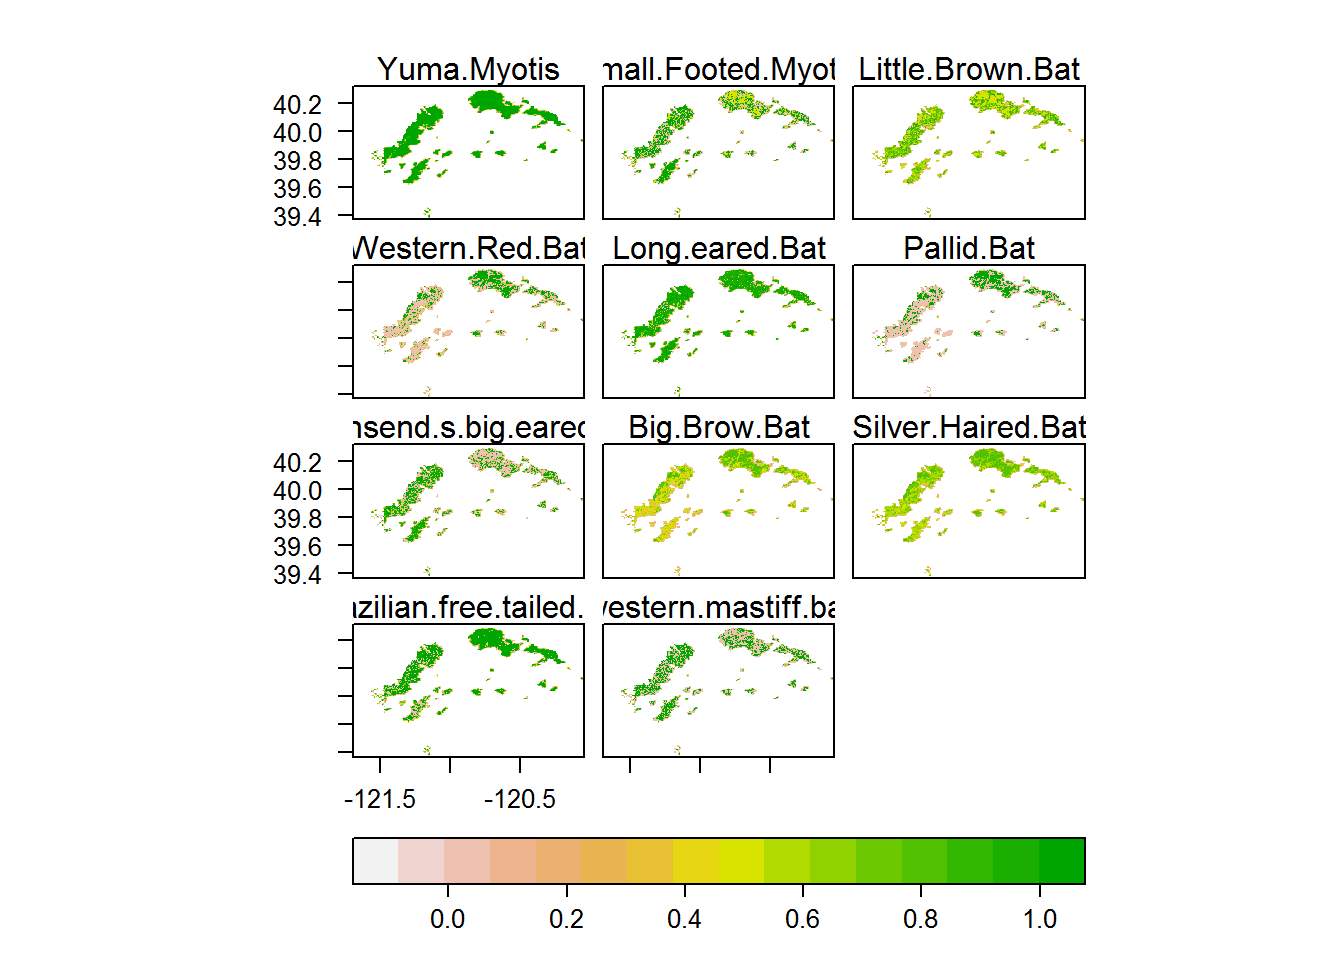 Yuma.Myotis mall.Footed.Myot Little.Brown.Bat
40.2
40.0
39.8
39.6
39.4
Western.Red.Bat Long.eared.Bat Pallid.Bat
nsend.s.big.eared Big.Brow.Bat Silver.Haired.Bat
40.2
40.0
39.8
39.6
39.4
azilian.free.tailed. western.mastiff.ba
-121.5 -120.5
0.0 0.2 0.4 0.6 0.8 1.0